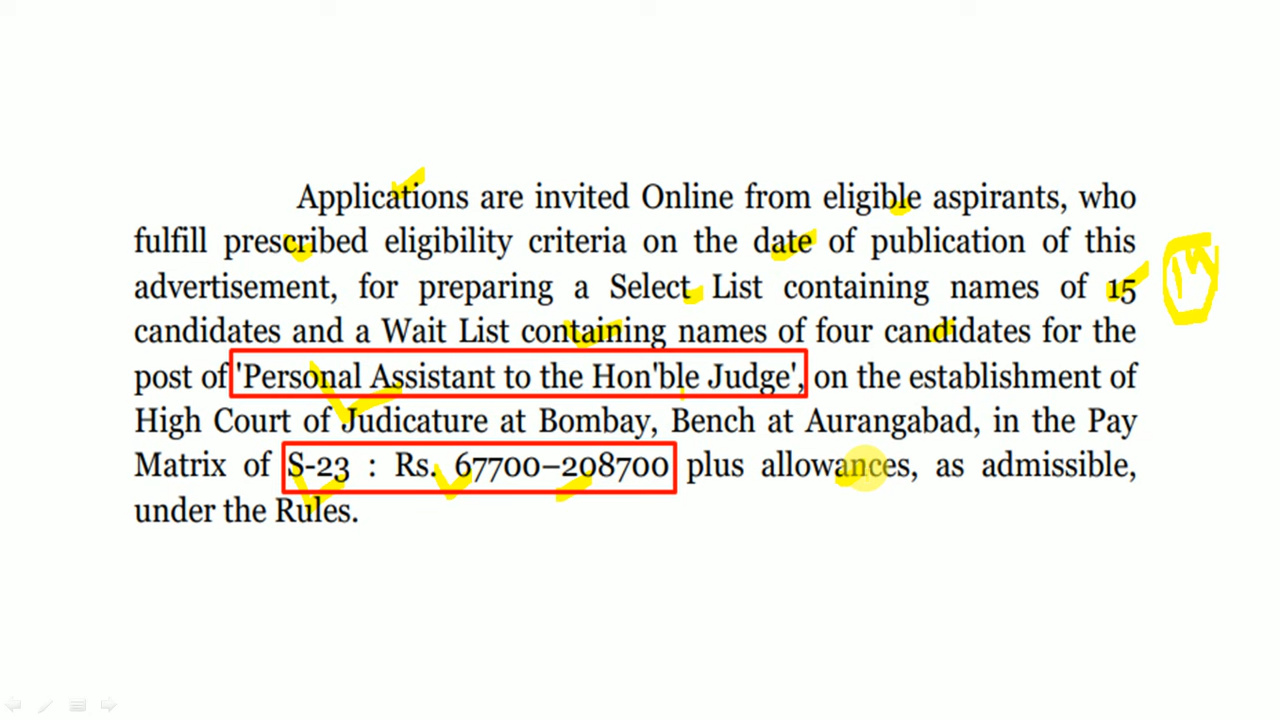 Applications are invited Online from eligible aspirants, who
fulfill prescribed eligibility criteria on the date of publication of this
advertisement, for preparing a Select List containing names of 15
candidates and a Wait List containing names of four candidates for the
post of 'Personal Assistant to the Hon'ble Judge', on the establishment of
High Court of Judicature at Bombay, Bench at Aurangabad, in the Pay
Matrix of S-23 : Rs. 67700–208700 plus allowances, as admissible,
under the Rules.